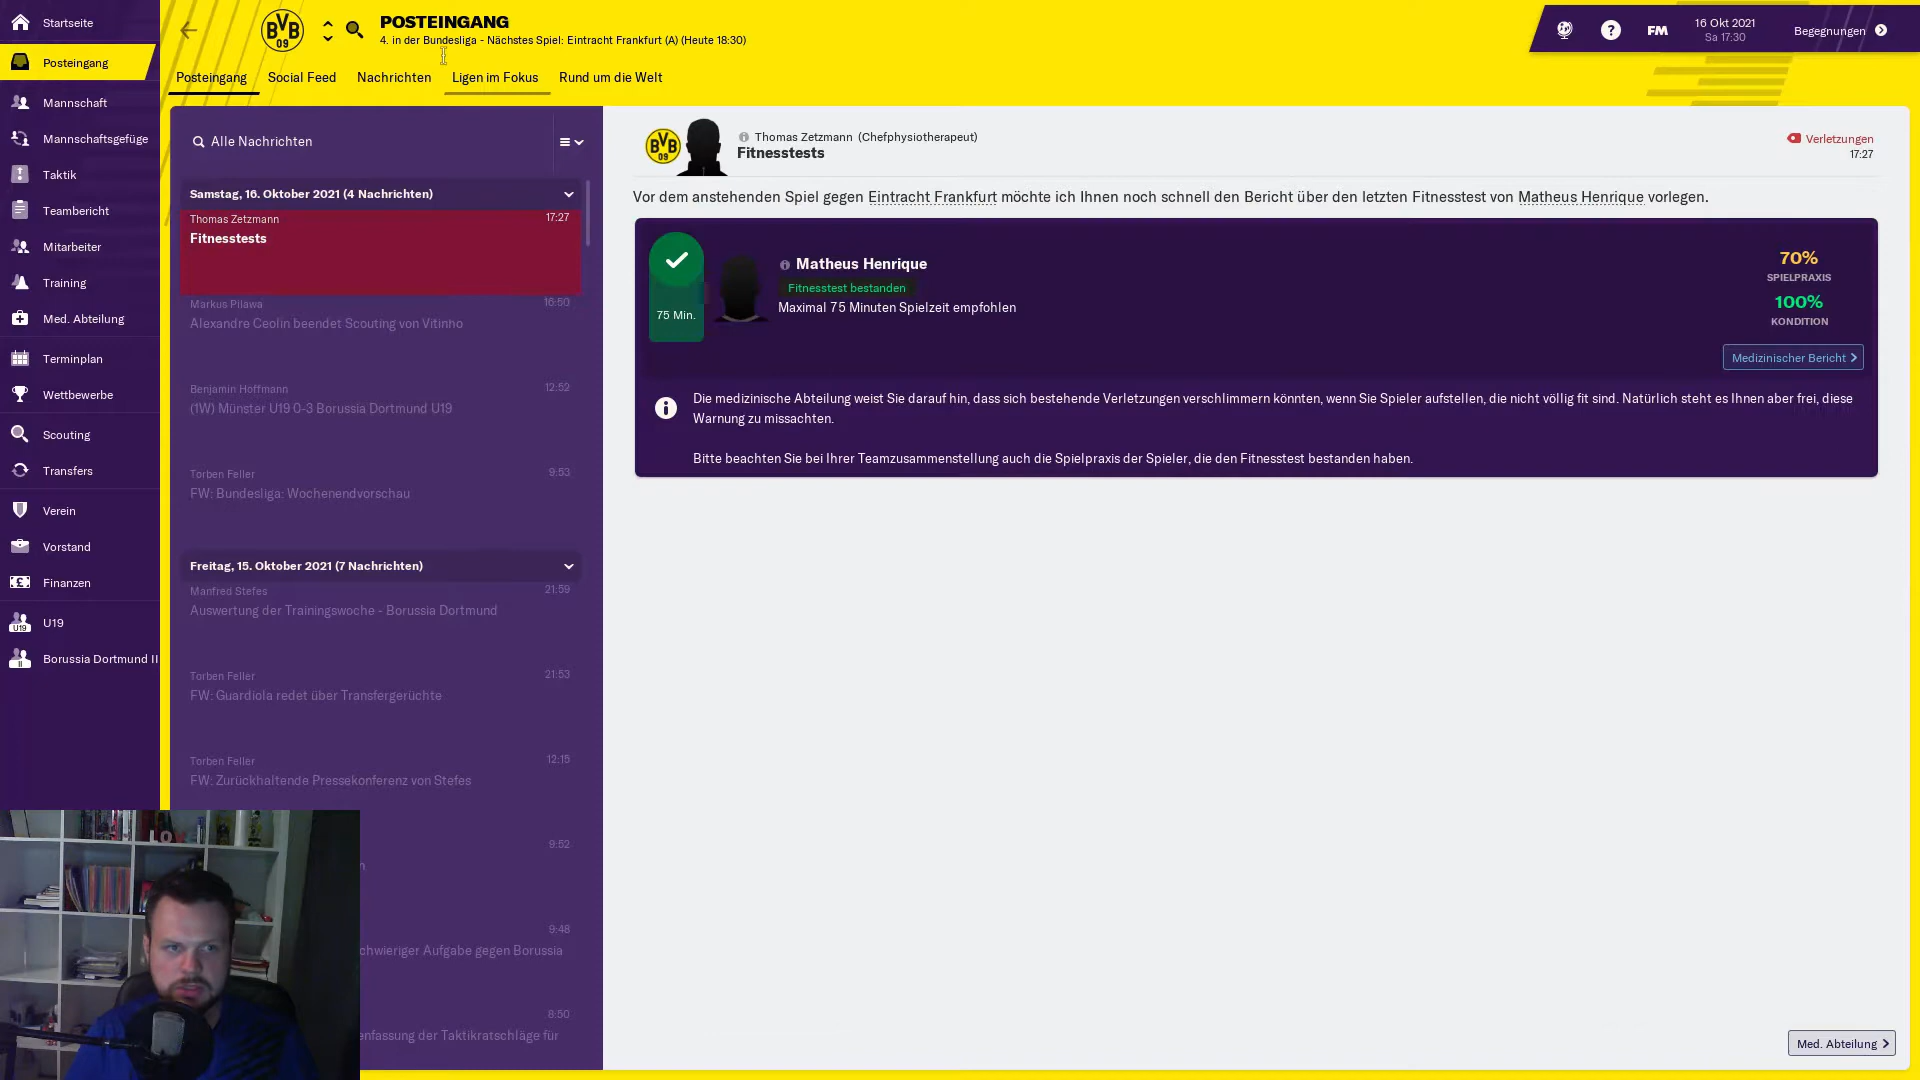 Startseite
Posteingang
Mannschaft
Mannschaftsgefüge
Taktik
Teambericht
Mitarbeiter
Training
Med. Abteilung
Terminplan
Wettbewerbe
Scouting
Transfers
Verein
Vorstand
Finanzen
U19
U19
II
Borussia Dortmund II
BVB
09
POSTEINGANG
4. in der Bundesliga - Nächstes Spiel: Eintracht Frankfurt (A) (Heute 18:30)
FM
16 Okt 2021
Sa 17:30
Begegnungen
Posteingang
Social Feed
Nachrichten
Ligen im Fokus
Rund um die Welt
Alle Nachrichten
Samstag, 16. Oktober 2021 (4 Nachrichten)
Thomas Zetzmann 17:27
Fitnesstests
Markus Pilawa 16:50
Alexandre Ceolin beendet Scouting von Vitinho
Benjamin Hoffmann 12:52
(1W) Münster U19 0-3 Borussia Dortmund U19
Torben Feller 9:53
FW: Bundesliga: Wochenendvorschau
Freitag, 15. Oktober 2021 (7 Nachrichten)
Manfred Stefes 21:59
Auswertung der Trainingswoche - Borussia Dortmund
Torben Feller 21:53
FW: Guardiola redet über Transfergerüchte
Torben Feller 12:15
FW: Zurückhaltende Pressekonferenz von Stefes
9:52
9:48
chwieriger Aufgabe gegen Borussia
8:50
enfassung der Taktikratschläge für
BVB
09
Thomas Zetzmann (Chefphysiotherapeut)
Fitnesstests
Verletzungen
17:27
Vor dem anstehenden Spiel gegen Eintracht Frankfurt möchte ich Ihnen noch schnell den Bericht über den letzten Fitnesstest von Matheus Henrique vorlegen.
75 Min.
Matheus Henrique
Fitnesstest bestanden
Maximal 75 Minuten Spielzeit empfohlen
70%
SPIELPRAXIS
100%
KONDITION
Medizinischer Bericht
Die medizinische Abteilung weist Sie darauf hin, dass sich bestehende Verletzungen verschlimmern könnten, wenn Sie Spieler aufstellen, die nicht völlig fit sind. Natürlich steht es Ihnen aber frei, diese
Warnung zu missachten.
Bitte beachten Sie bei Ihrer Teamzusammenstellung auch die Spielpraxis der Spieler, die den Fitnesstest bestanden haben.
Med. Abteilung